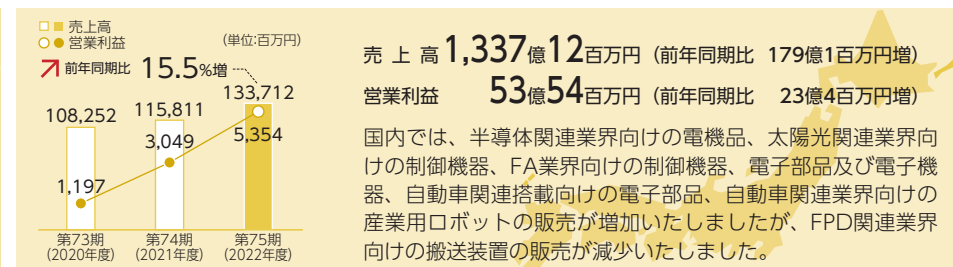 売上高
営業利益
(単位:百万円)
前年同期比 15.5%増
133,712
108,252
115,811
5,354
3,049
1,197
第73期
(2020年度)
第74期
(2021年度)
第75期
(2022年度)
売上高 1,337億12百万円（前年同期比 179億1百万円増）
営業利益 53億54百万円（前年同期比 23億4百万円増）
国内では、半導体関連業界向けの電機品、太陽光関連業界向
けの制御機器、FA業界向けの制御機器、電子部品及び電子機
器、自動車関連搭載向けの電子部品、自動車関連業界向けの
産業用ロボットの販売が増加いたしましたが、FPD関連業界
向けの搬送装置の販売が減少いたしました。